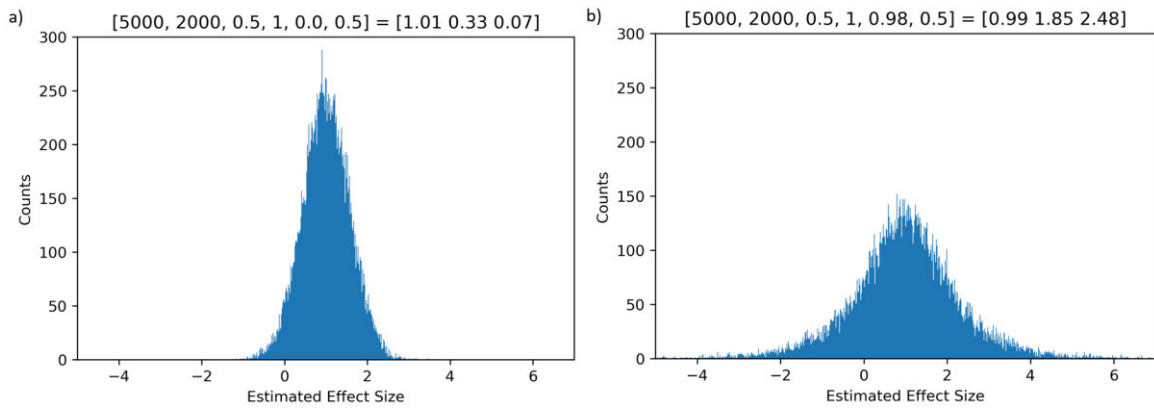 a)
[5000, 2000, 0.5, 1, 0.0, 0.5] = [1.01 0.33 0.07]
300
250
200
150
100
50
0
Counts
−4 −2 0 2 4 6
Estimated Effect Size
b)
[5000, 2000, 0.5, 1, 0.98, 0.5] = [0.99 1.85 2.48]
300
250
200
150
100
50
0
Counts
−4 −2 0 2 4 6
Estimated Effect Size